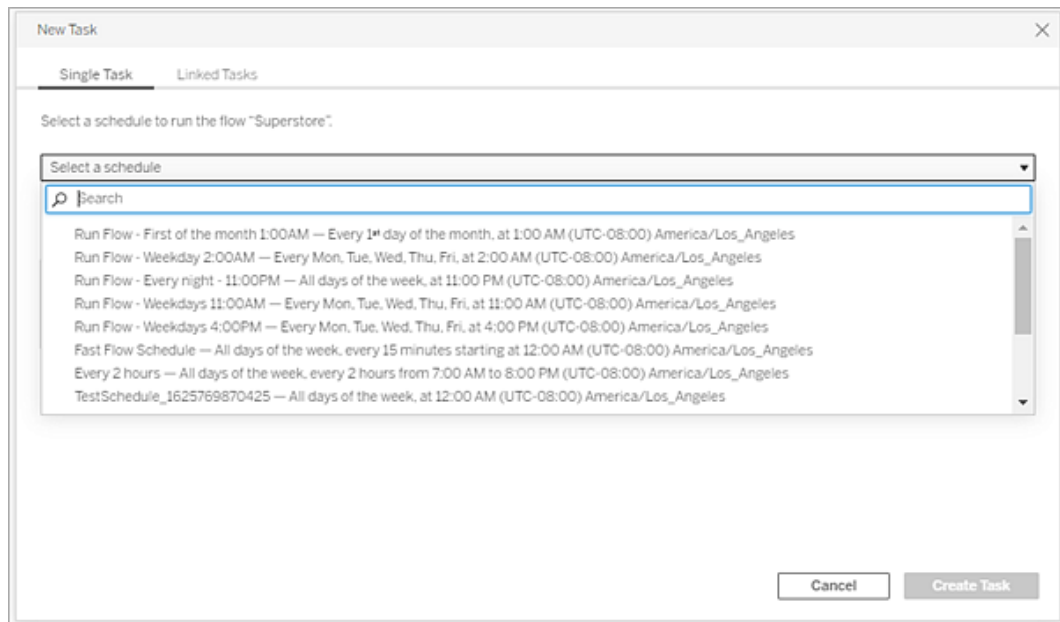 New Task
Single Task Linked Tasks
Select a schedule to run the flow "Superstore".
Select a schedule
Search
Run Flow - First of the month 1:00AM — Every 1st day of the month, at 1:00 AM (UTC-08:00) America/Los_Angeles
Run Flow - Weekday 2:00AM — Every Mon, Tue, Wed, Thu, Fri, at 2:00 AM (UTC-08:00) America/Los_Angeles
Run Flow - Every night - 11:00PM — All days of the week, at 11:00 PM (UTC-08:00) America/Los_Angeles
Run Flow - Weekdays 11:00AM — Every Mon, Tue, Wed, Thu, Fri, at 11:00 AM (UTC-08:00) America/Los_Angeles
Run Flow - Weekdays 4:00PM — Every Mon, Tue, Wed, Thu, Fri, at 4:00 PM (UTC-08:00) America/Los_Angeles
Fast Flow Schedule — All days of the week, every 15 minutes starting at 12:00 AM (UTC-08:00) America/Los_Angeles
Every 2 hours — All days of the week, every 2 hours from 7:00 AM to 8:00 PM (UTC-08:00) America/Los_Angeles
TestSchedule_1625769870425 — All days of the week, at 12:00 AM (UTC-08:00) America/Los_Angeles
Cancel Create Task